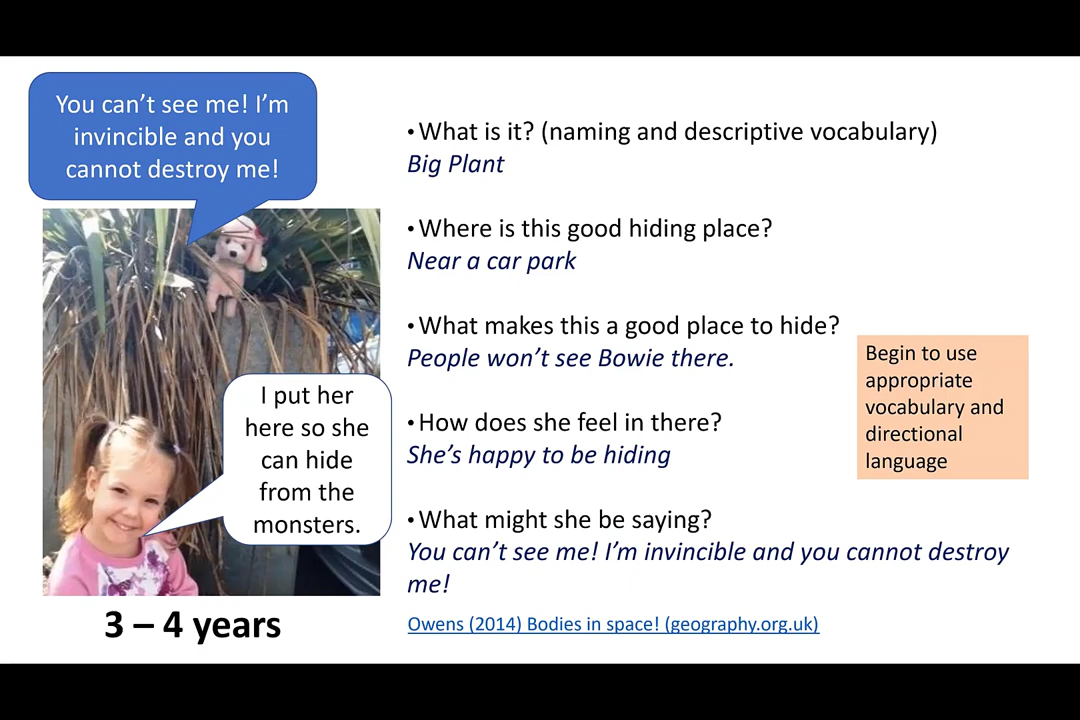 You can't see me! I'm
invincible and you
cannot destroy me!
I put her
here so she
can hide
from the
monsters.
3 – 4 years
• What is it? (naming and descriptive vocabulary)
Big Plant
• Where is this good hiding place?
Near a car park
• What makes this a good place to hide?
People won't see Bowie there.
• How does she feel in there?
She's happy to be hiding
• What might she be saying?
You can't see me! I'm invincible and you cannot destroy
me!
Owens (2014) Bodies in space! (geography.org.uk)
Begin to use
appropriate
vocabulary and
directional
language